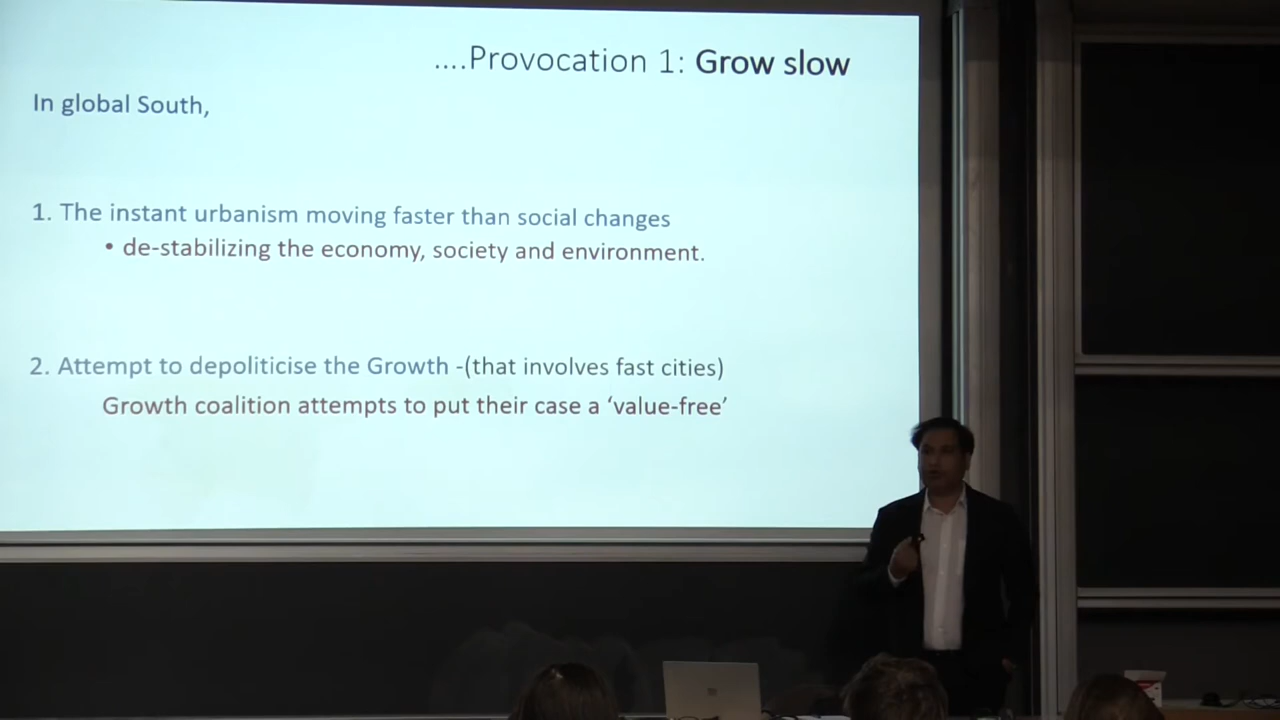 ....Provocation 1: Grow slow
In global South,
1. The instant urbanism moving faster than social changes
• de-stabilizing the economy, society and environment.
2. Attempt to depoliticise the Growth -(that involves fast cities)
Growth coalition attempts to put their case a ‘value-free’